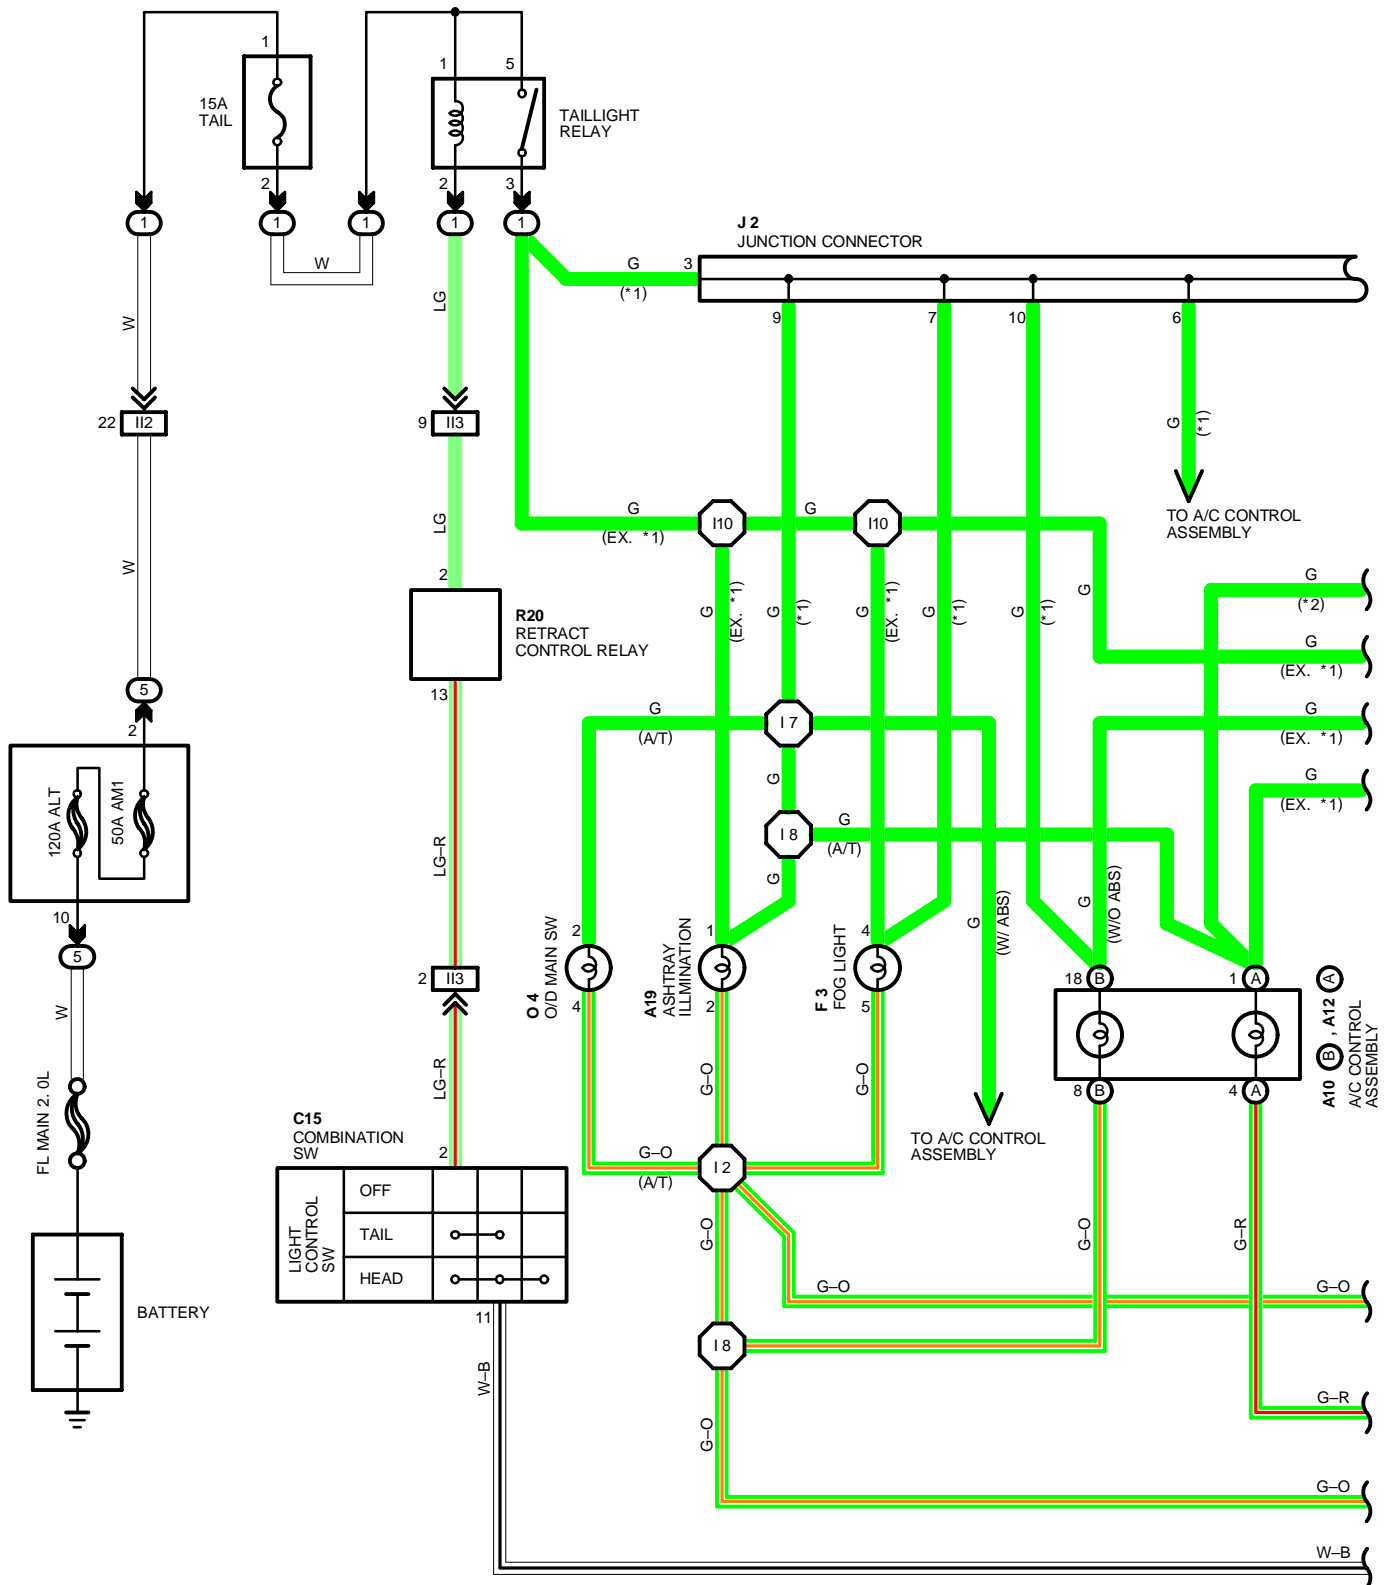 1
15A
TAIL
2
1
5
TAILLIGHT
RELAY
2
3
1
1
1
1
1
W
W
LG
G
(*1)
J 2
JUNCTION CONNECTOR
3
9
7
10
6
22
II2
9
II3
G
(*1)
TO A/C CONTROL
ASSEMBLY
W
LG
G
(EX. *1)
I10
G
I10
2
R20
RETRACT
CONTROL RELAY
13
G
(EX. *1)
G
(*1)
G
(EX. *1)
G
(*1)
G
(*1)
G
G
(*2)
G
(EX. *1)
G
(EX. *1)
G
(EX. *1)
5
2
120A ALT
50A AM1
10
5
G
(A/T)
I 7
G
I 8
G
(A/T)
G
G
(W/ ABS)
G
(W/O ABS)
LG–R
2
II3
2
O 4
O/D MAIN SW
4
1
A19
ASHTRAY
ILLMINATION
2
4
F 3
FOG LIGHT
5
18
B
1
A
8
B
4
A
A10 B , A12 A
A/C CONTROL
ASSEMBLY
W
FL MAIN 2. 0L
LG–R
G–O
G–O
TO A/C CONTROL
ASSEMBLY
C15
COMBINATION
SW
2
G–O
(A/T)
I 2
LIGHT
CONTROL
SW
OFF
TAIL
HEAD
11
BATTERY
G–O
G–O
G–R
G–O
G–O
I 8
W–B
G–O
G–R
G–O
W–B